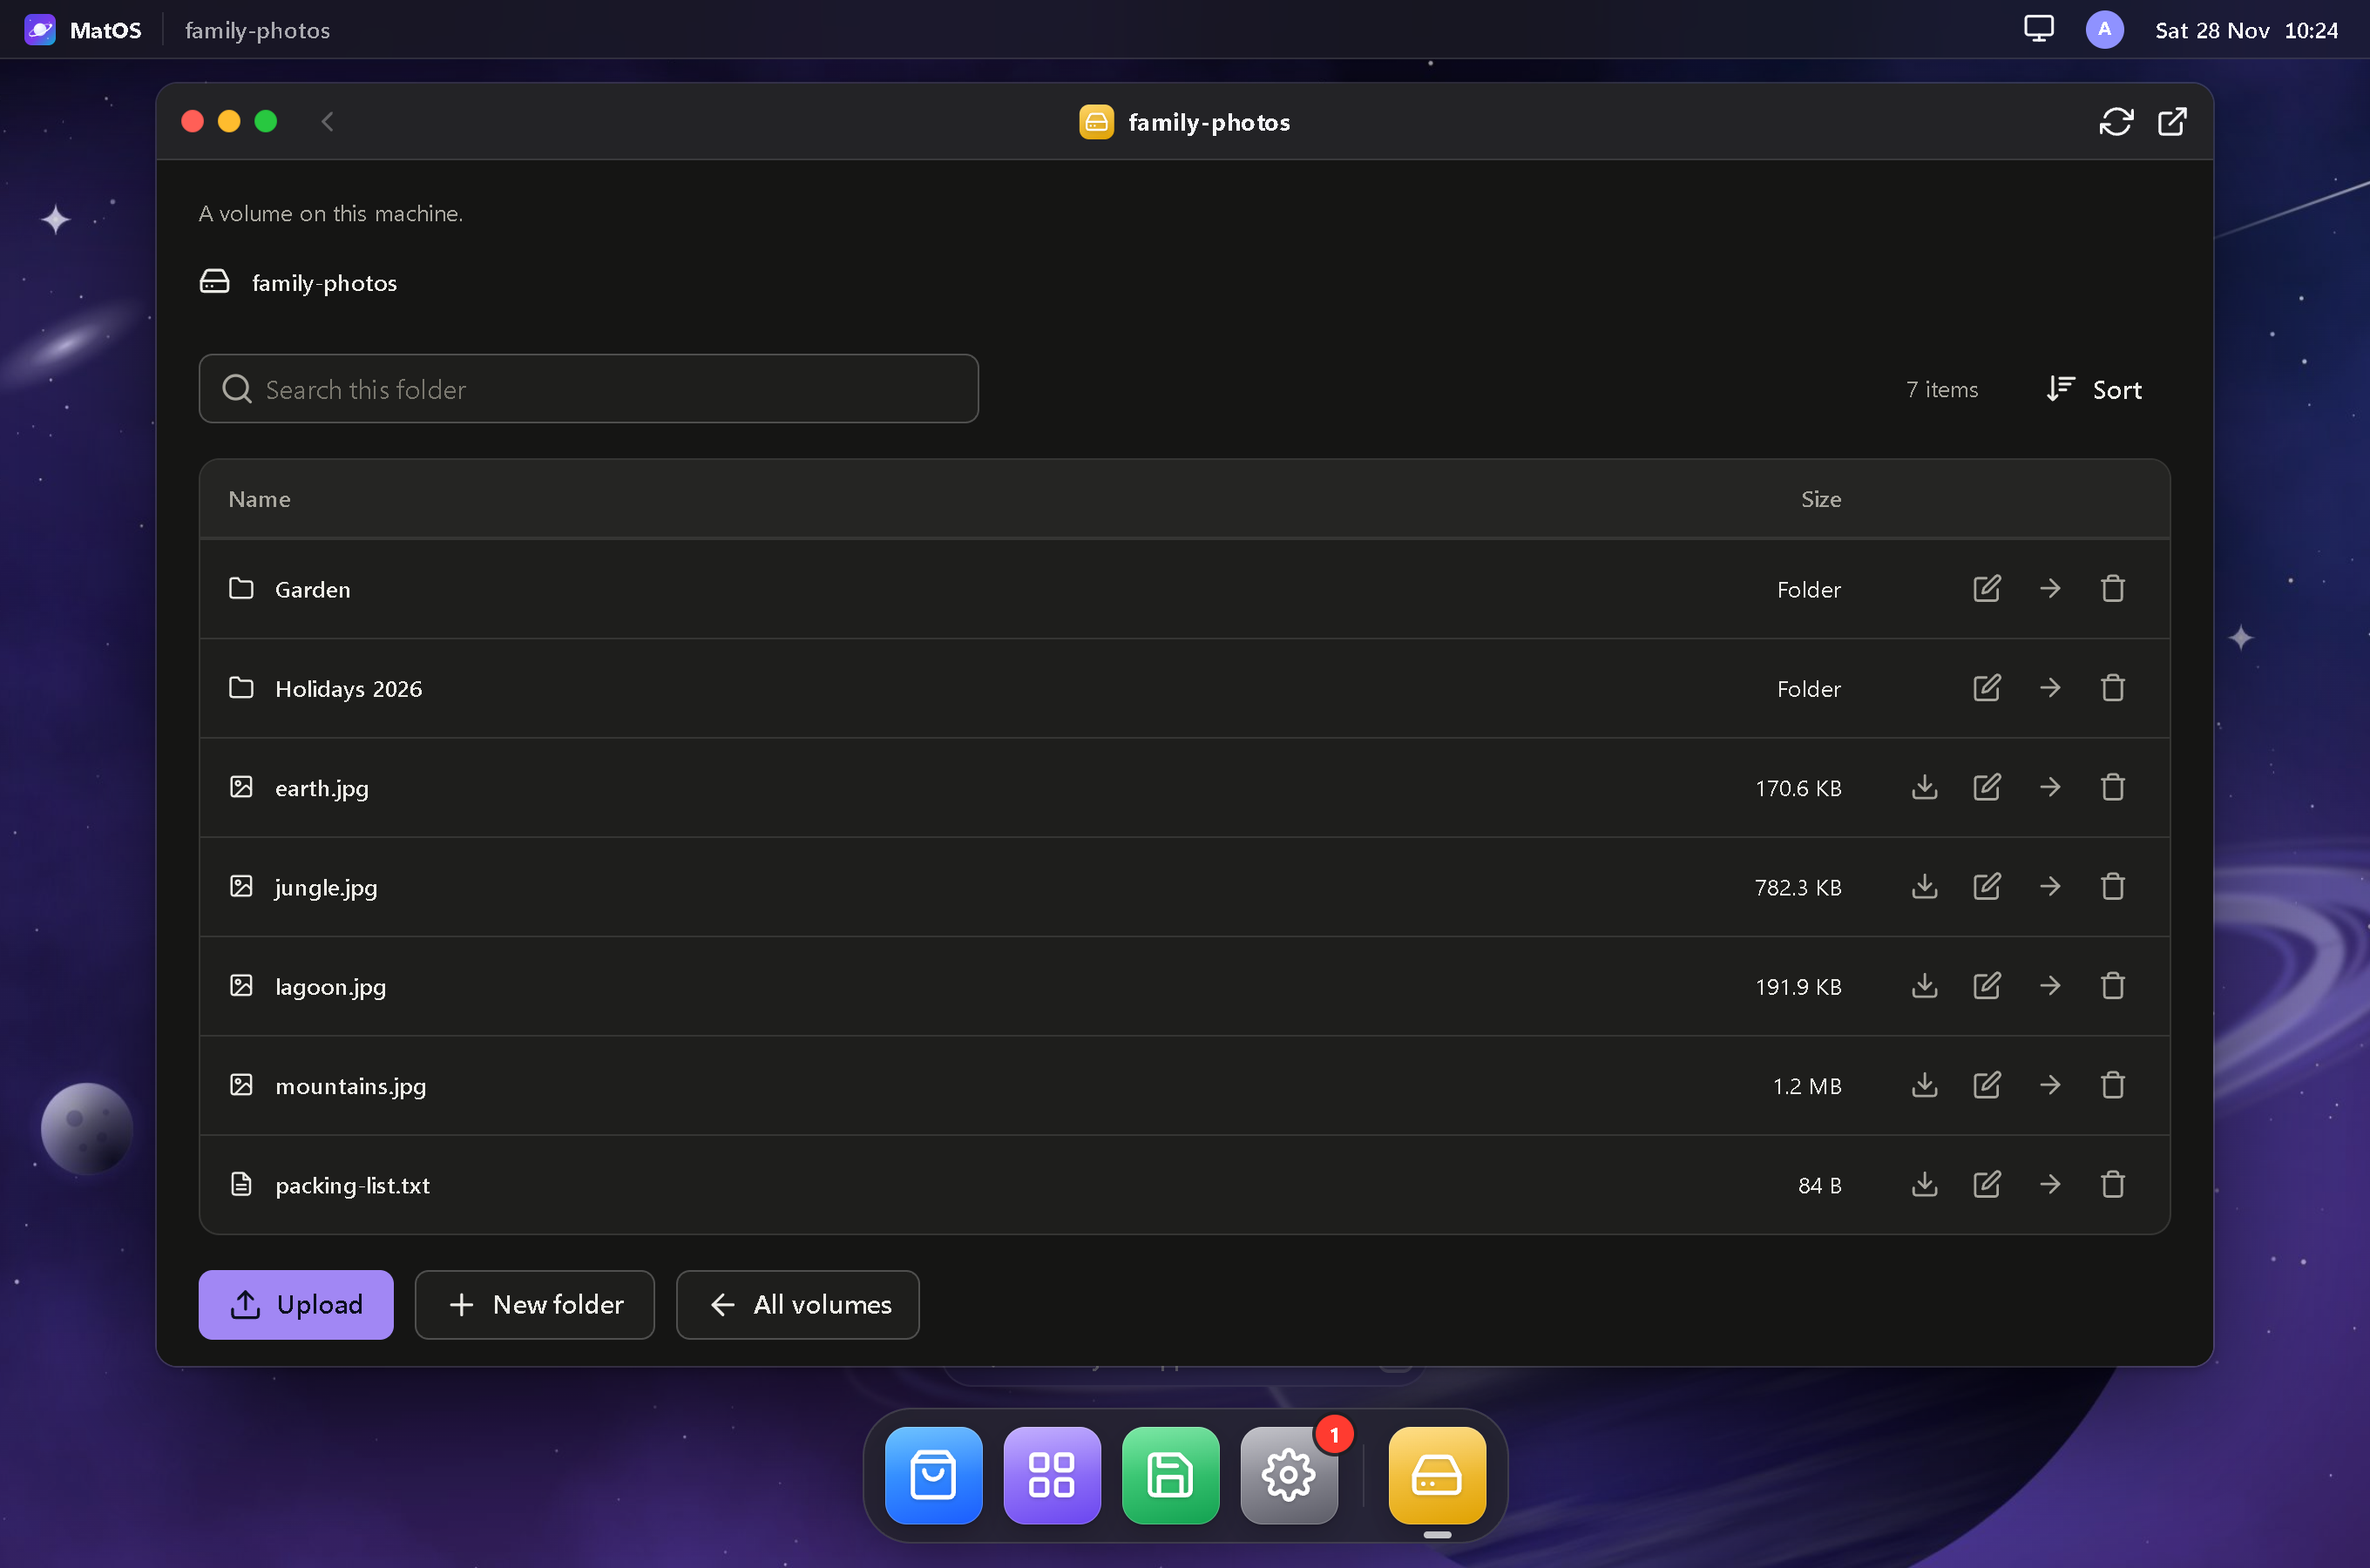 MatOS family-photos Sat 28 Nov 10:24
family-photos
A volume on this machine.
family-photos
Search this folder 7 items Sort
Name Size
Garden Folder
Holidays 2026 Folder
earth.jpg 170.6 KB
jungle.jpg 782.3 KB
lagoon.jpg 191.9 KB
mountains.jpg 1.2 MB
packing-list.txt 84 B
Upload New folder All volumes
A
1